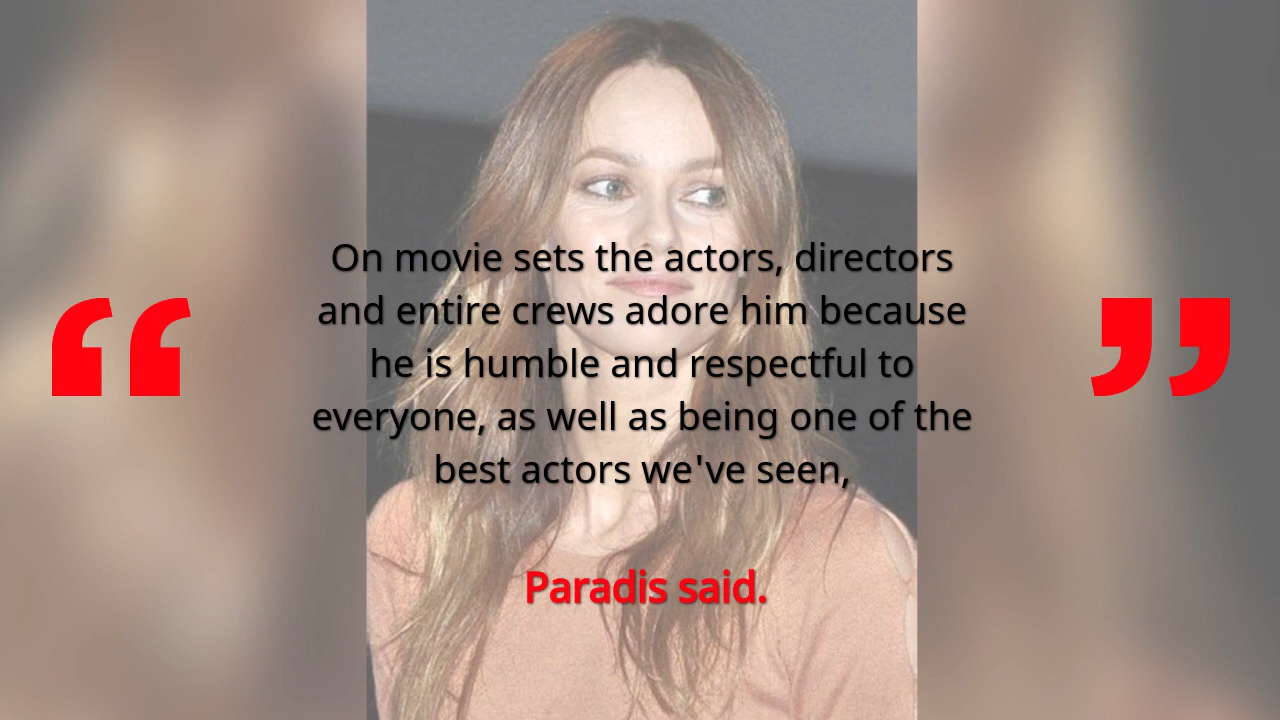 On movie sets the actors, directors
and entire crews adore him because
he is humble and respectful to
everyone, as well as being one of the
best actors we've seen,
Paradis said.